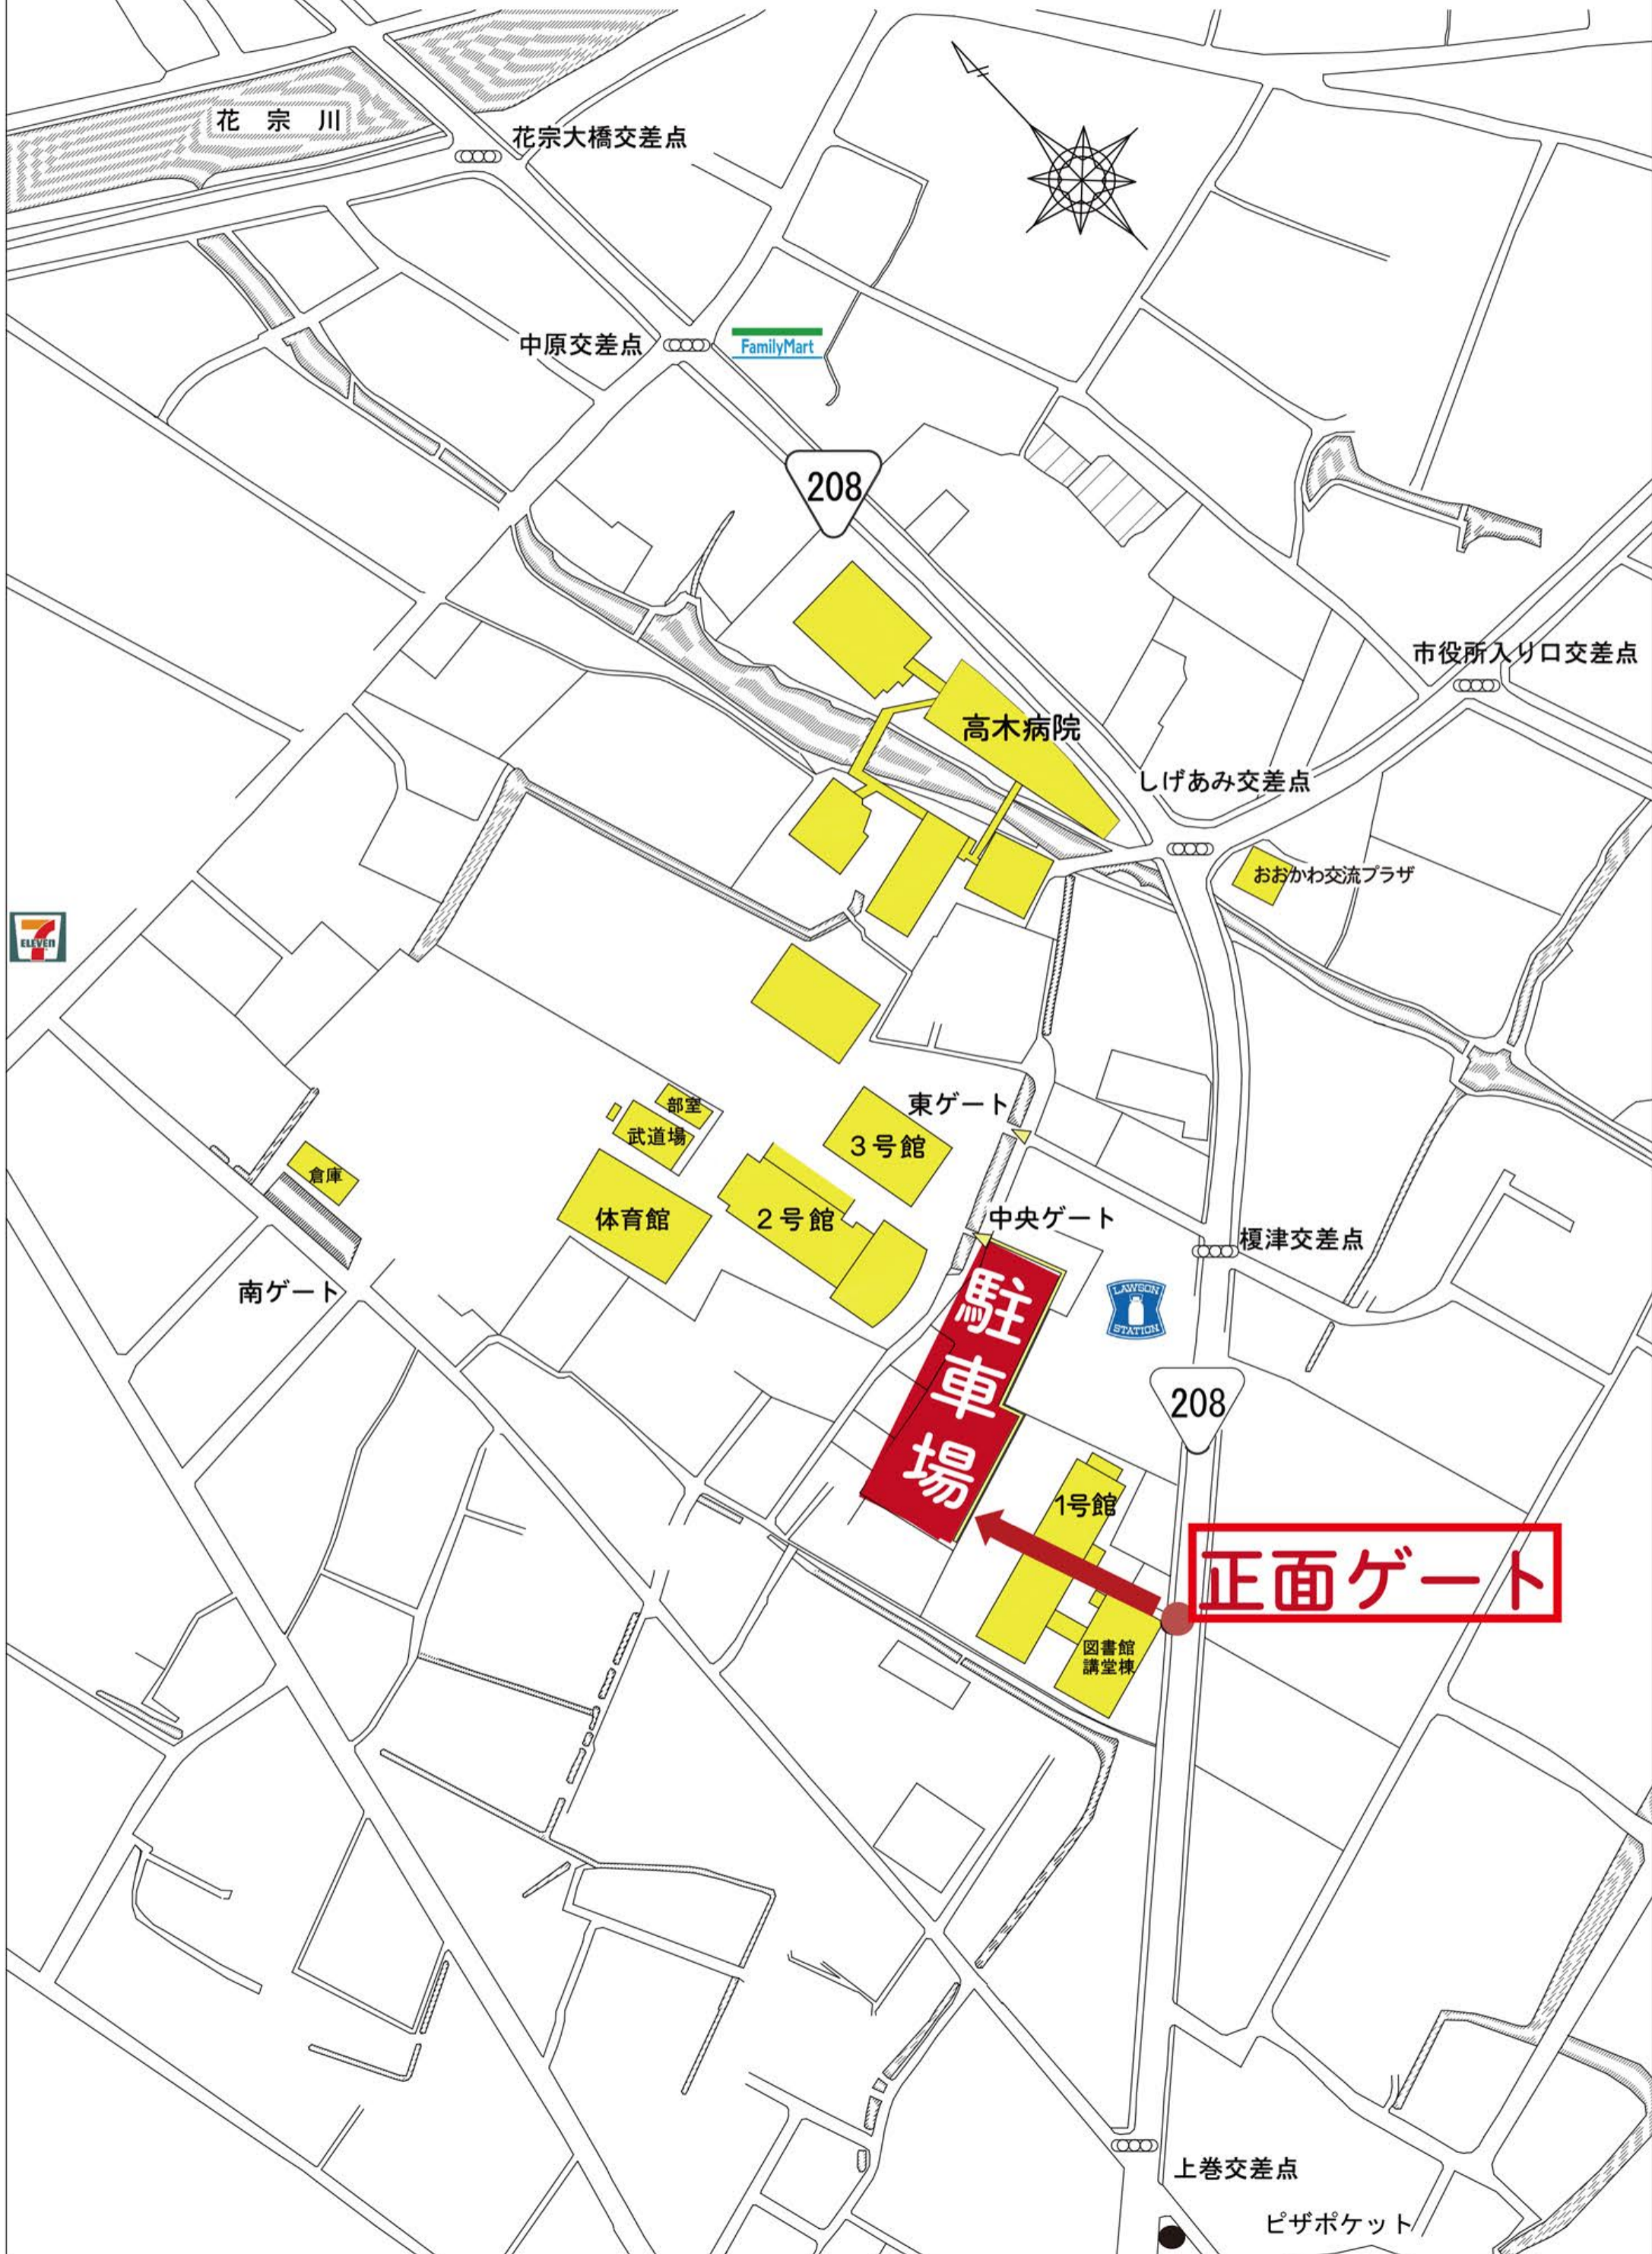 花宗川
花宗大橋交差点
中原交差点
FamilyMart
208
市役所入り口交差点
高木病院
しげあみ交差点
おおかわ交流プラザ
7
ELEVEn
部室
東ゲート
武道場
3号館
倉庫
体育館
2号館
中央ゲート
榎津交差点
南ゲート
駐車場
LAWSON
STATION
208
1号館
正面ゲート
図書館
講堂棟
上巻交差点
ピザポケット